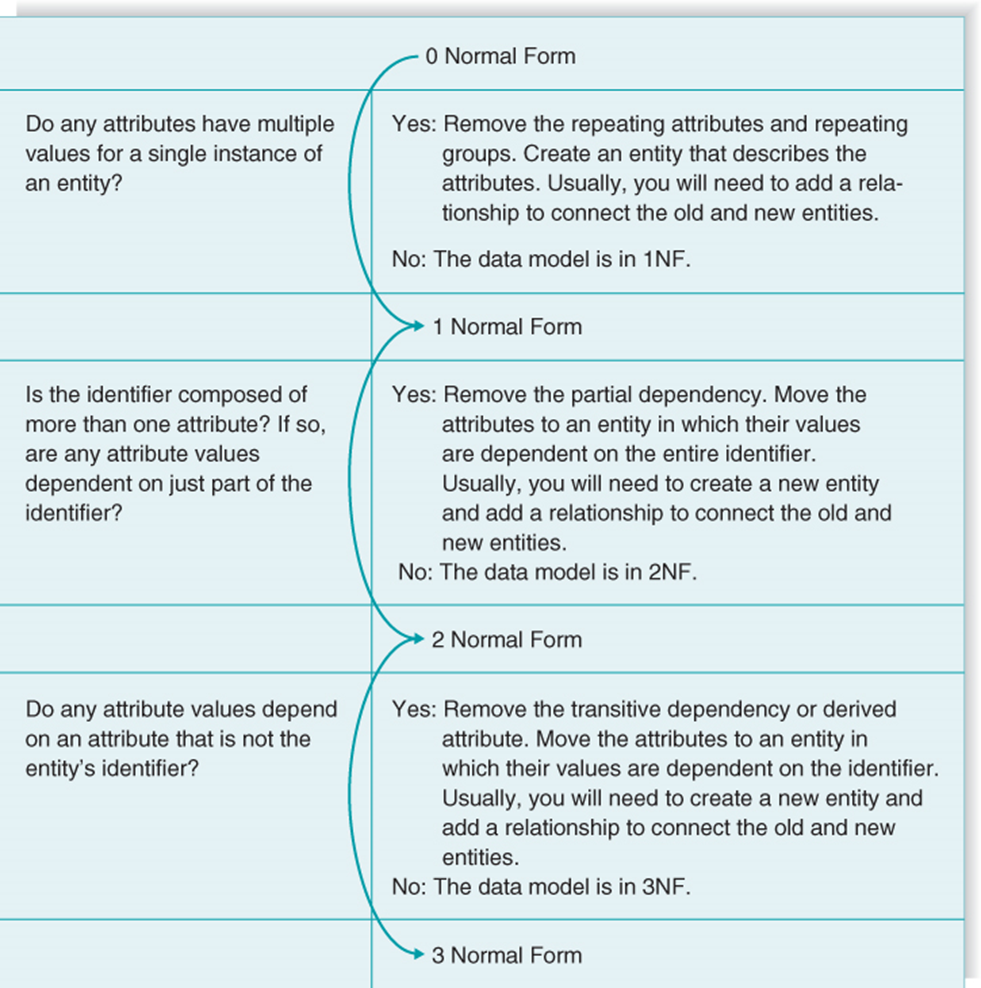 0 Normal Form
Do any attributes have multiple
values for a single instance of
an entity?
Yes: Remove the repeating attributes and repeating
groups. Create an entity that describes the
attributes. Usually, you will need to add a rela-
tionship to connect the old and new entities.
No: The data model is in 1NF.
1 Normal Form
Is the identifier composed of
more than one attribute? If so,
are any attribute values
dependent on just part of the
identifier?
Yes: Remove the partial dependency. Move the
attributes to an entity in which their values
are dependent on the entire identifier.
Usually, you will need to create a new entity
and add a relationship to connect the old and
new entities.
No: The data model is in 2NF.
2 Normal Form
Do any attribute values depend
on an attribute that is not the
entity's identifier?
Yes: Remove the transitive dependency or derived
attribute. Move the attributes to an entity in
which their values are dependent on the identifier.
Usually, you will need to create a new entity and
add a relationship to connect the old and new
entities.
No: The data model is in 3NF.
3 Normal Form